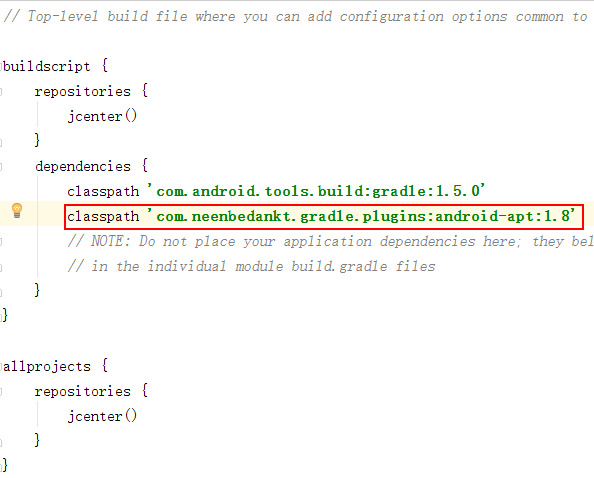 // Top-level build file where you can add configuration options common to
buildscript {
repositories {
jcenter()
}
dependencies {
classpath 'com.android.tools.build:gradle:1.5.0'
classpath 'com.neenbedankt.gradle.plugins:android-apt:1.8'
// NOTE: Do not place your application dependencies here; they bel
// in the individual module build.gradle files
}
}
allprojects {
repositories {
jcenter()
}
}